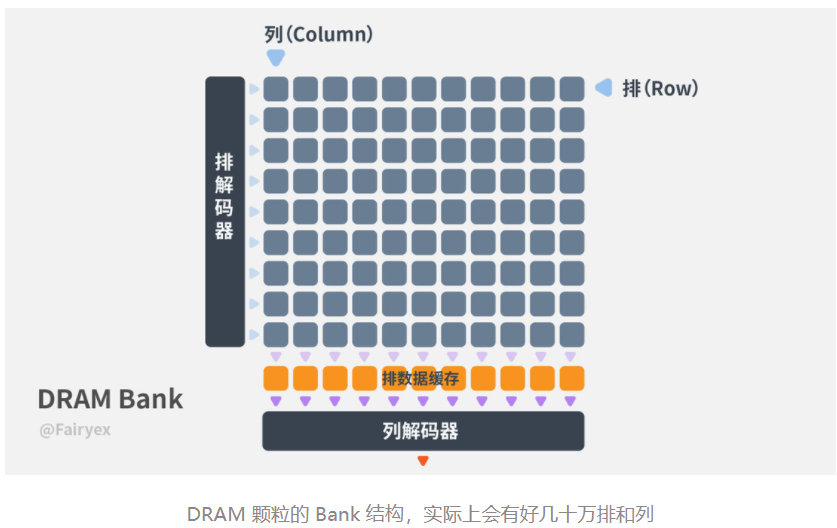 列(Column)
排(Row)
排解码器
排数据缓存
DRAM Bank
列解码器
@Fairyex
DRAM 颗粒的 Bank 结构，实际上会有好几十万排和列